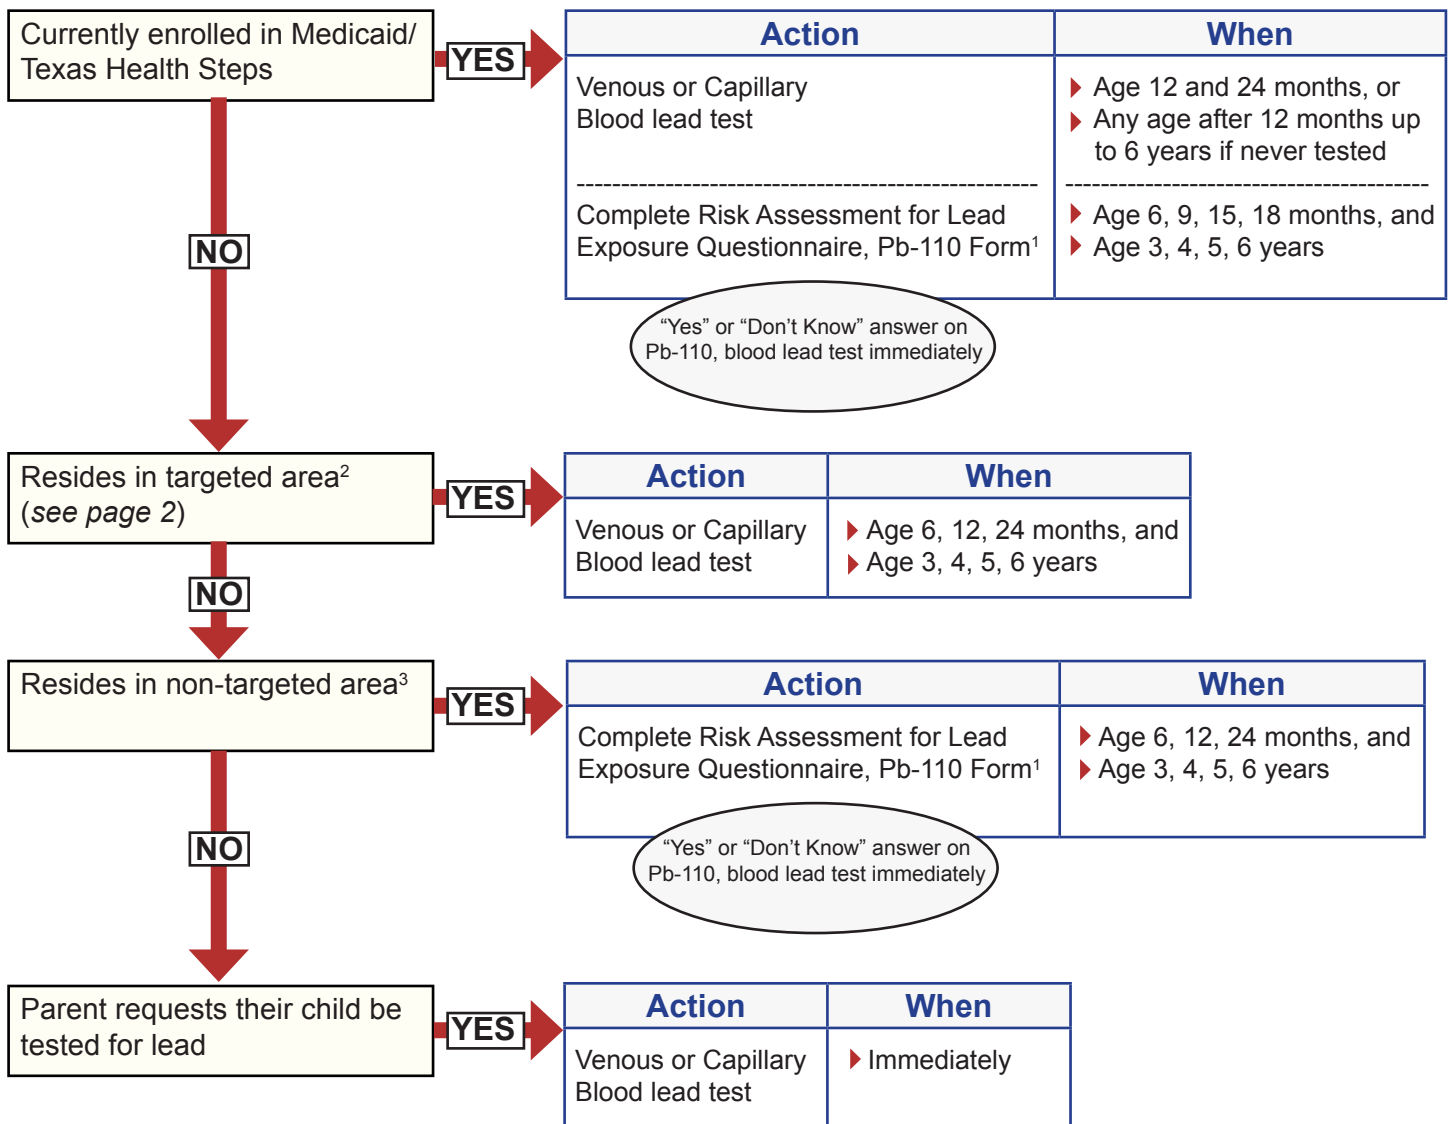 Currently enrolled in Medicaid/
Texas Health Steps
YES
Action
When
Venous or Capillary
Blood lead test
Age 12 and 24 months, or
Any age after 12 months up
to 6 years if never tested
Complete Risk Assessment for Lead
Exposure Questionnaire, Pb-110 Form¹
Age 6, 9, 15, 18 months, and
Age 3, 4, 5, 6 years
“Yes” or “Don’t Know” answer on
Pb-110, blood lead test immediately
NO
Resides in targeted area²
(see page 2)
YES
Action
When
Venous or Capillary
Blood lead test
Age 6, 12, 24 months, and
Age 3, 4, 5, 6 years
NO
Resides in non-targeted area³
YES
Action
When
Complete Risk Assessment for Lead
Exposure Questionnaire, Pb-110 Form¹
Age 6, 12, 24 months, and
Age 3, 4, 5, 6 years
“Yes” or “Don’t Know” answer on
Pb-110, blood lead test immediately
NO
Parent requests their child be
tested for lead
YES
Action
When
Venous or Capillary
Blood lead test
Immediately